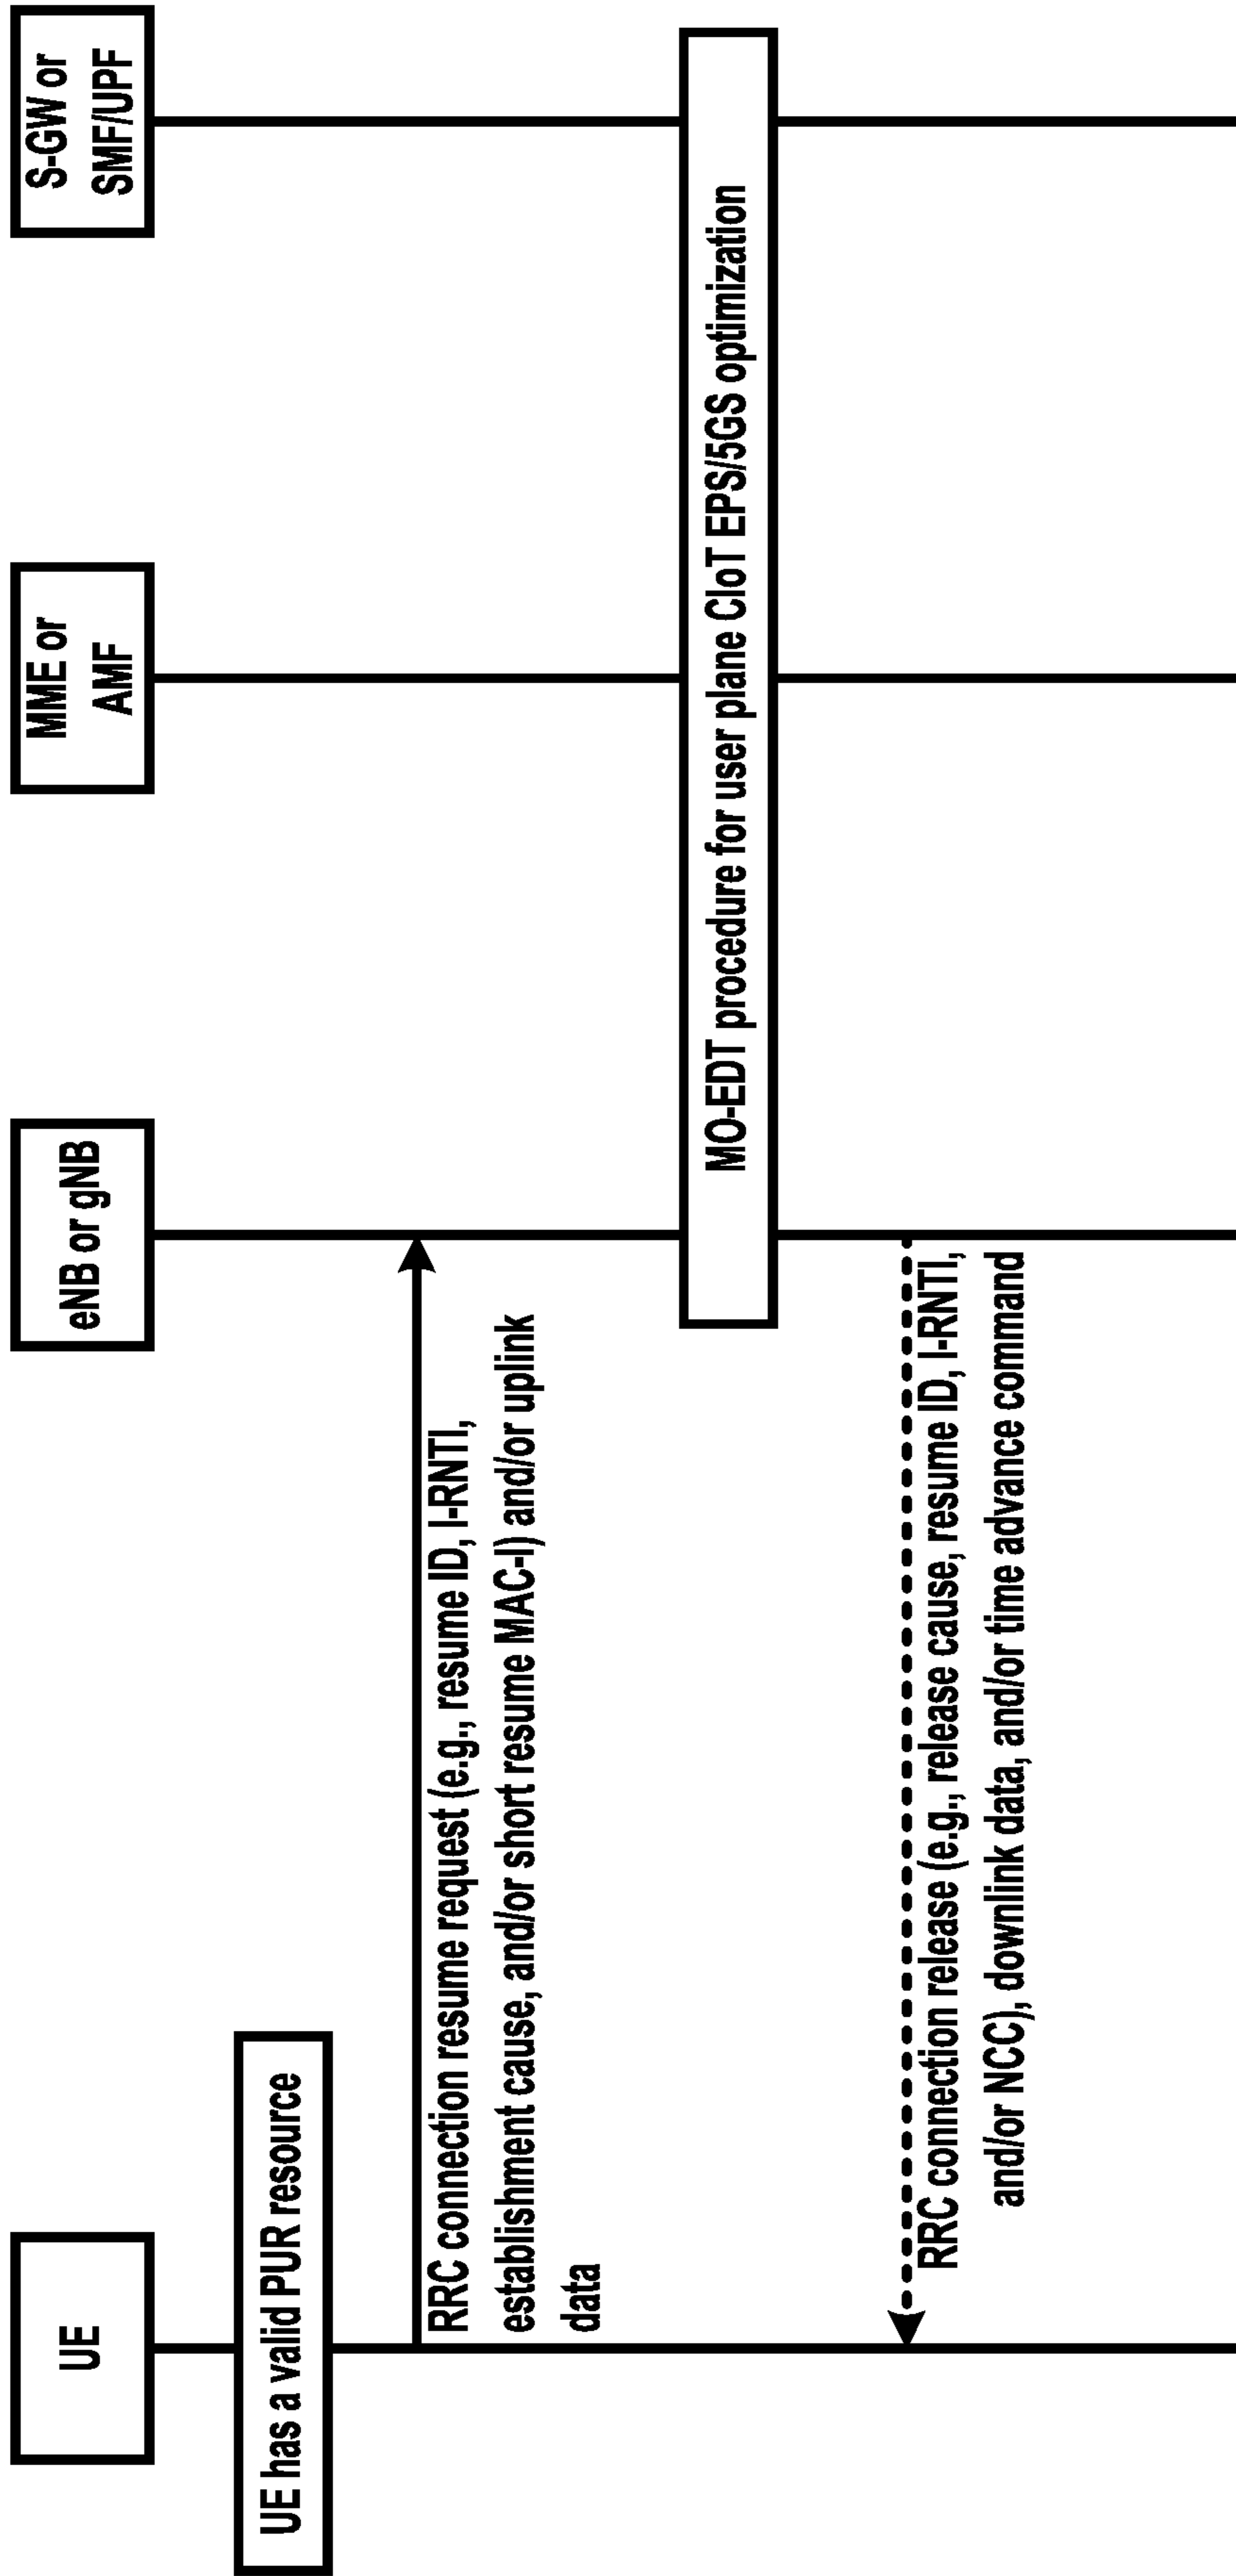 UE
eNB or gNB
MME or
AMF
S-GW or
SMF/UPF
UE has a valid PUR resource
RRC connection resume request (e.g., resume ID, I-RNTI,
establishment cause, and/or short resume MAC-I) and/or uplink
data
MO-EDT procedure for user plane CIoT EPS/5GS optimization
RRC connection release (e.g., release cause, resume ID, I-RNTI,
and/or NCC), downlink data, and/or time advance command